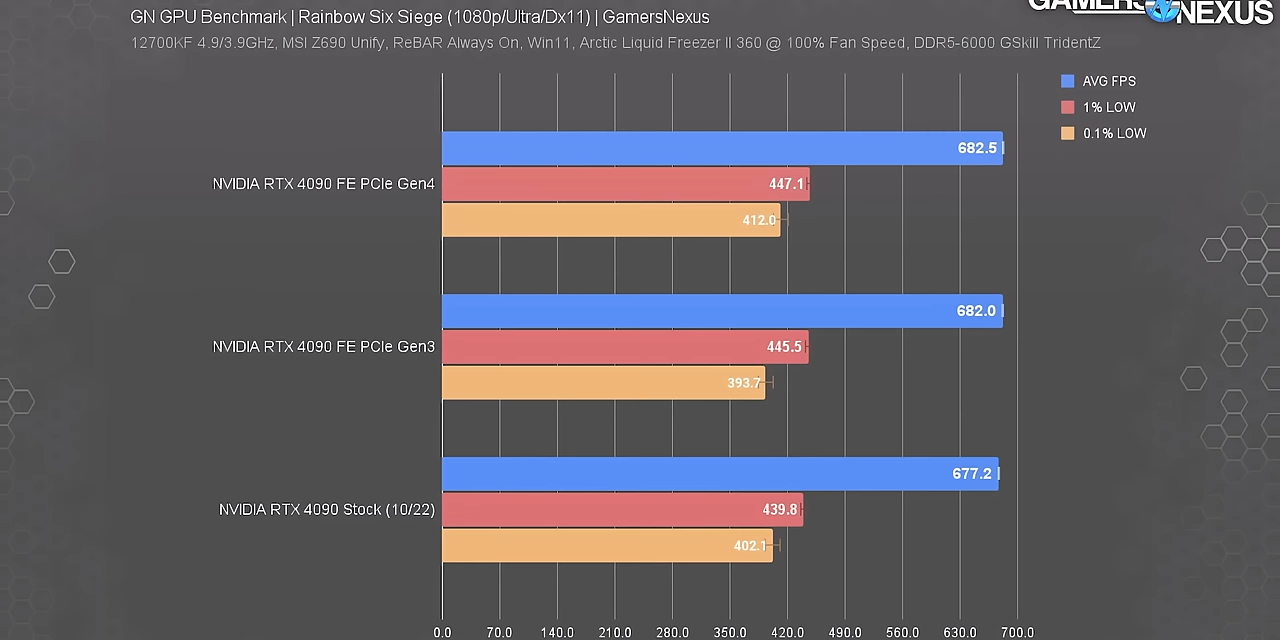 GN GPU Benchmark | Rainbow Six Siege (1080p/Ultra/Dx11) | GamersNexus
GAMERS NEXUS
12700KF 4.9/3.9GHz, MSI Z690 Unify, ReBAR Always On, Win11, Arctic Liquid Freezer II 360 @ 100% Fan Speed, DDR5-6000 GSkill TridentZ
AVG FPS
1% LOW
0.1% LOW
682.5
NVIDIA RTX 4090 FE PCIe Gen4
447.1
412.0
682.0
NVIDIA RTX 4090 FE PCIe Gen3
445.5
393.7
677.2
NVIDIA RTX 4090 Stock (10/22)
439.8
402.1
0.0 70.0 140.0 210.0 280.0 350.0 420.0 490.0 560.0 630.0 700.0